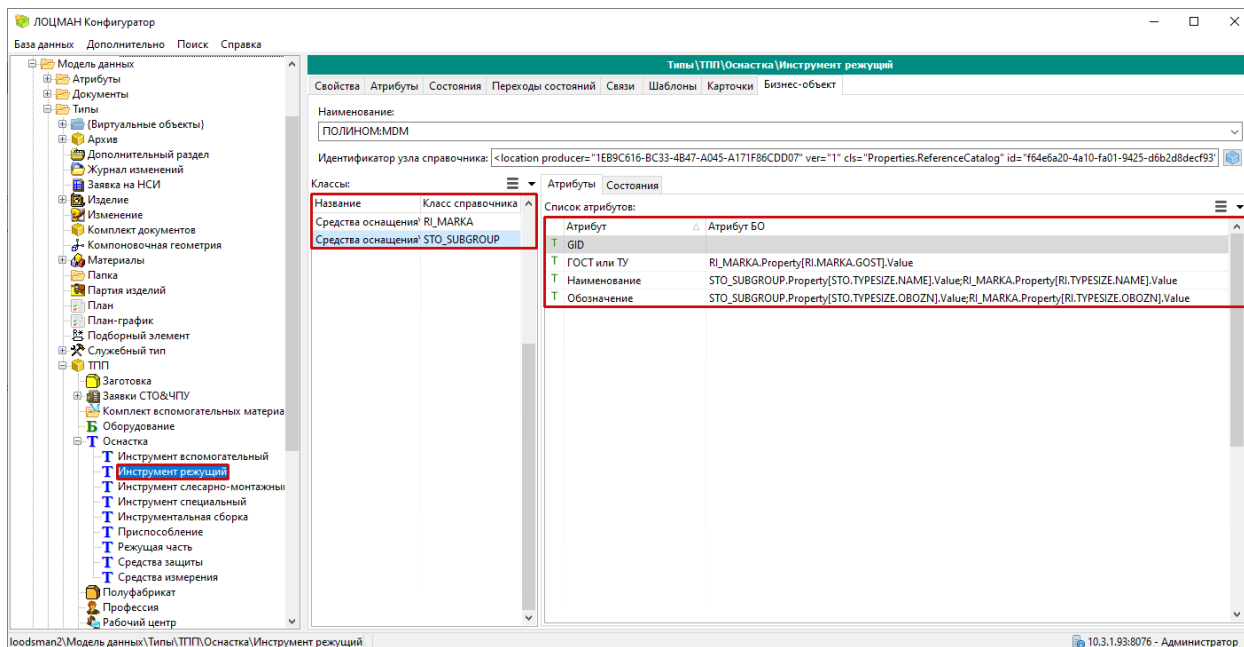 ЛОЦМАН Конфигуратор
База данных Дополнительно Поиск Справка
Модель данных
Атрибуты
Документы
Типы
{Виртуальные объекты}
Архив
Дополнительный раздел
Журнал изменений
Заявка на НСИ
Изделие
Изменение
Комплект документов
Компоновочная геометрия
Материалы
Папка
Партия изделий
План
План-график
Подборный элемент
Служебный тип
ТПП
Заготовка
Заявки СТО&ЧПУ
Комплект вспомогательных материа
Оборудование
Оснастка
Инструмент вспомогательный
Инструмент режущий
Инструмент слесарно-монтажны
Инструмент специальный
Инструментальная сборка
Приспособление
Режущая часть
Средства защиты
Средства измерения
Полуфабрикат
Профессия
Рабочий центр
Типы\ТПП\Оснастка\Инструмент режущий
Свойства Атрибуты Состояния Переходы состояний Связи Шаблоны Карточки Бизнес-объект
Наименование:
ПОЛИНОМ:MDM
Идентификатор узла справочника: <location producer="1EB9C616-BC33-4B47-A045-A171F86CDD07" ver="1" cls="Properties.ReferenceCatalog" id="f64e6a20-4a10-fa01-9425-d6b2d8decf93"
Классы:
Название Класс справочника
Средства оснащения\ RI_MARKA
Средства оснащения\ STO_SUBGROUP
Атрибуты Состояния
Список атрибутов:
Атрибут Атрибут БО
GID
ГОСТ или ТУ RI_MARKA.Property[RI.MARKA.GOST].Value
Наименование STO_SUBGROUP.Property[STO.TYPESIZE.NAME].Value;RI_MARKA.Property[RI.TYPESIZE.NAME].Value
Обозначение STO_SUBGROUP.Property[STO.TYPESIZE.OBOZN].Value;RI_MARKA.Property[RI.TYPESIZE.OBOZN].Value
loodsman2\Модель данных\Типы\ТПП\Оснастка\Инструмент режущий
10.3.1.93:8076 - Администратор